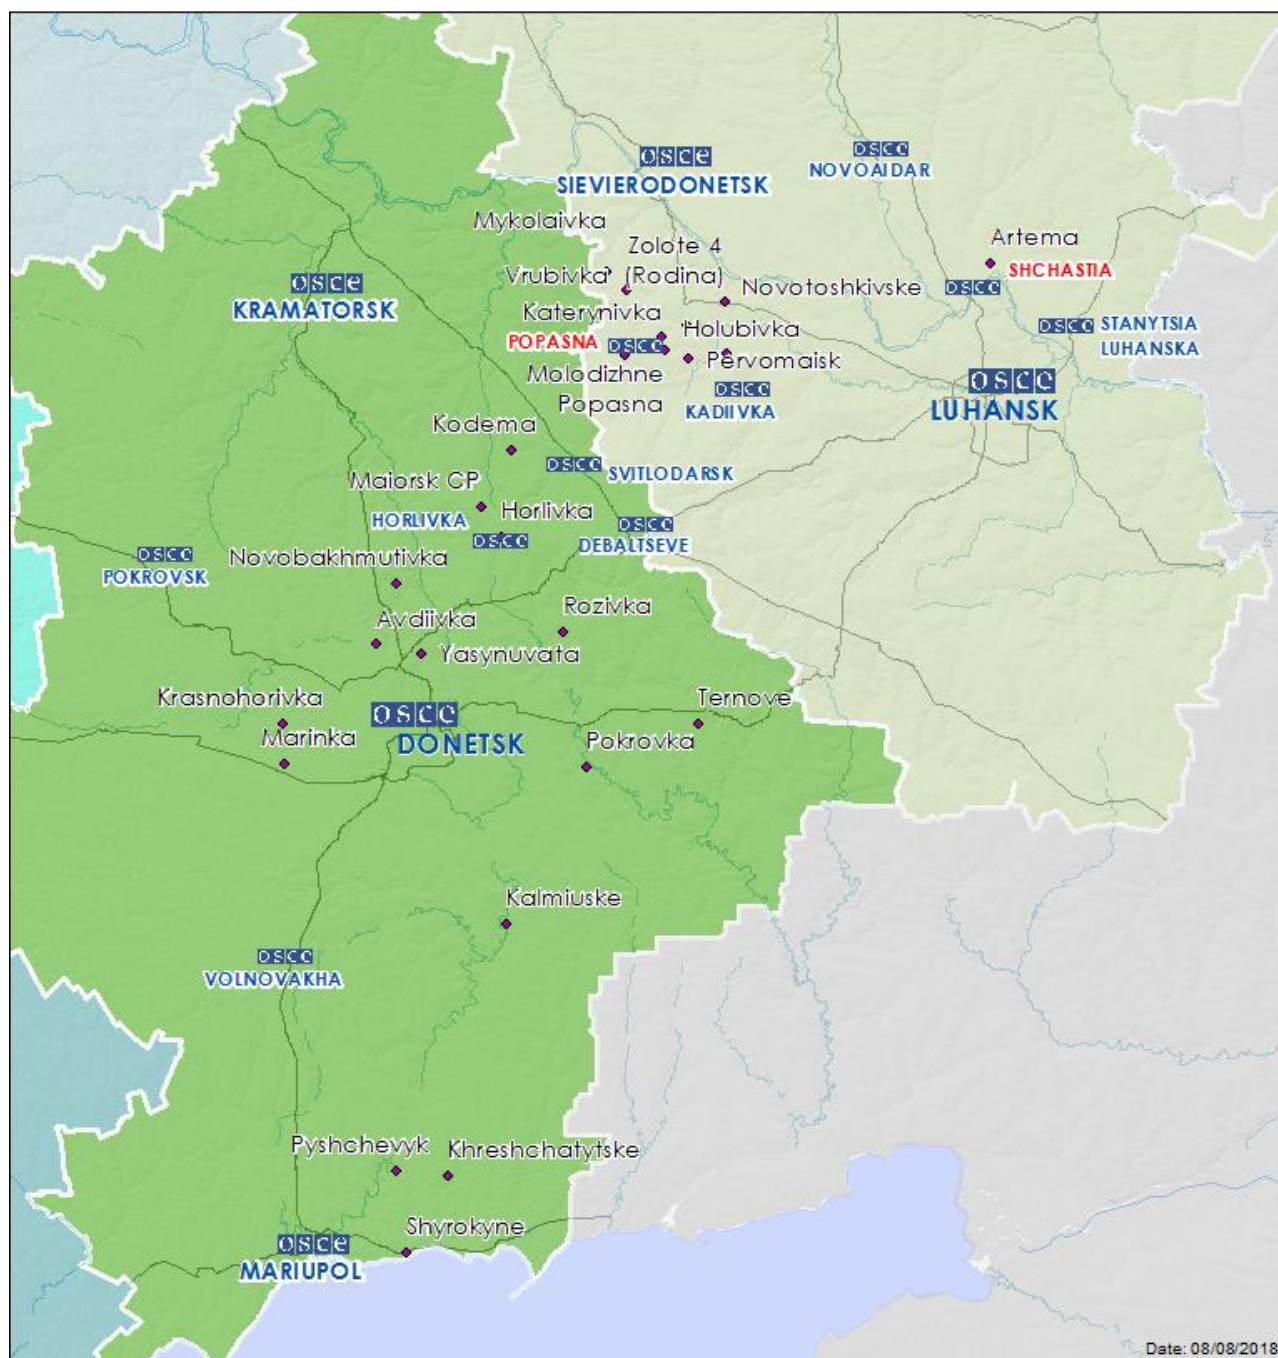 osce
SIEVIERODONETSK
osce
NOVOAIDAR
Mykolaivka
Zolote 4
(Rodina)
Vrubivka
Artema
SHCHASTIA
osce
osce
KRAMATORSK
Novotoshkivske
Katerynivka
Holubivka
osce
STANYTSIA
LUHANSKA
POPASNA
osce
Pervomaisk
Molodizhne
Popasna
osce
KADIIVKA
osce
LUHANSK
Kodema
osce
SVITLODARSK
Maiorsk CP
HORLIVKA
Horlivka
osce
osce
DEBALTSEVE
osce
POKROVSK
Novobakhmutivka
Avdiivka
Rozivka
Yasynuvata
Krasnohorivka
Marinka
osce
DONETSK
Ternove
Pokrovka
Kalmiuske
osce
VOLNOVAKHA
Pyshchevyk
Khreshchatytske
Shyrokyne
osce
MARIUPOL
Date: 08/08/2018